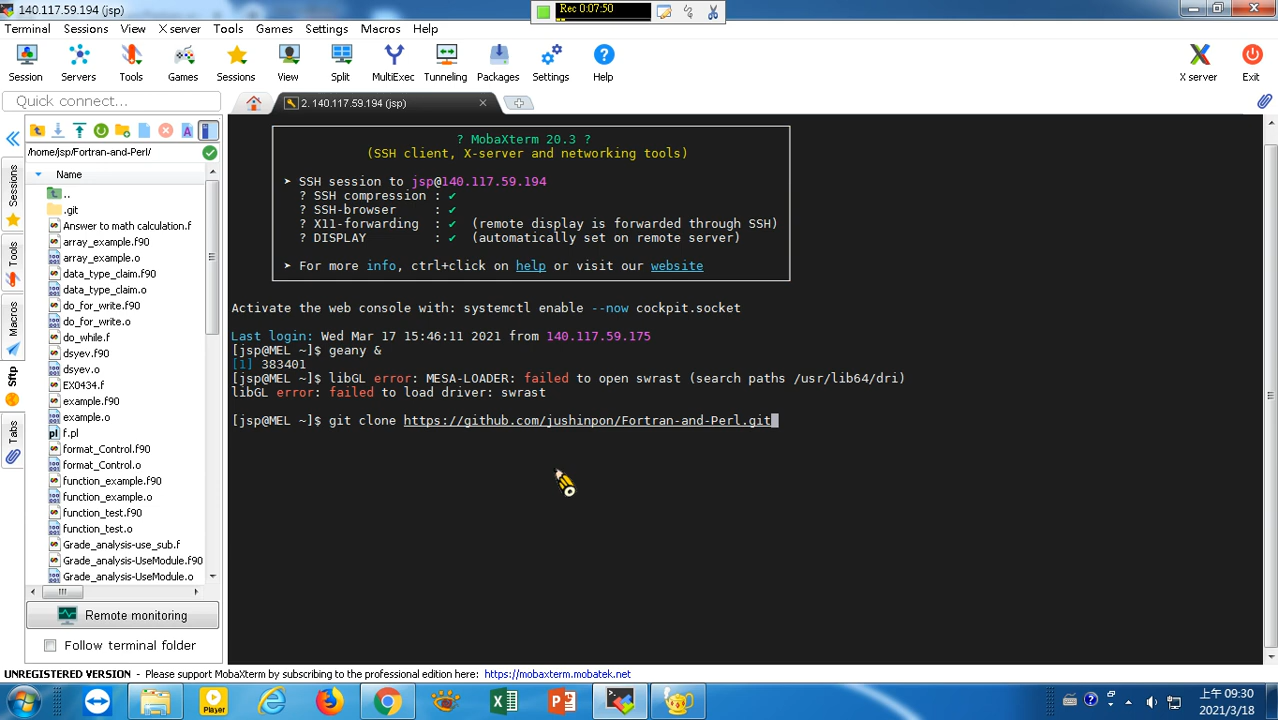 140.117.59.194 (jsp)
Rec 0:07:50
Terminal Sessions View X server Tools Games Settings Macros Help
Session Servers Tools Games Sessions View Split MultiExec Tunneling Packages Settings Help X server Exit
Quick connect...
2. 140.117.59.194 (jsp)
/home/jsp/Fortran-and-Perl/
Name
..
.git
Answer to math calculation.f
array_example.f90
array_example.o
data_type_claim.f90
data_type_claim.o
do_for_write.f90
do_for_write.o
do_while.f
dsyev.f90
dsyev.o
EX0434.f
example.f90
example.o
f.pl
format_Control.f90
format_Control.o
function_example.f90
function_example.o
function_test.f90
function_test.o
Grade_analysis-use_sub.f
Grade_analysis-UseModule.f90
Grade_analysis-UseModule.o
Sessions
Tools
Macros
Sftp
Tabs
Remote monitoring
Follow terminal folder
? MobaXterm 20.3 ?
(SSH client, X-server and networking tools)
➤ SSH session to jsp@140.117.59.194
? SSH compression : ✔
? SSH-browser : ✔
? X11-forwarding : ✔ (remote display is forwarded through SSH)
? DISPLAY : ✔ (automatically set on remote server)
➤ For more info, ctrl+click on help or visit our website
Activate the web console with: systemctl enable --now cockpit.socket
Last login: Wed Mar 17 15:46:11 2021 from 140.117.59.175
[jsp@MEL ~]$ geany &
[1] 383401
[jsp@MEL ~]$ libGL error: MESA-LOADER: failed to open swrast (search paths /usr/lib64/dri)
libGL error: failed to load driver: swrast
[jsp@MEL ~]$ git clone https://github.com/jushinpon/Fortran-and-Perl.git
UNREGISTERED VERSION - Please support MobaXterm by subscribing to the professional edition here: https://mobaxterm.mobatek.net
Player
上午 09:30
2021/3/18